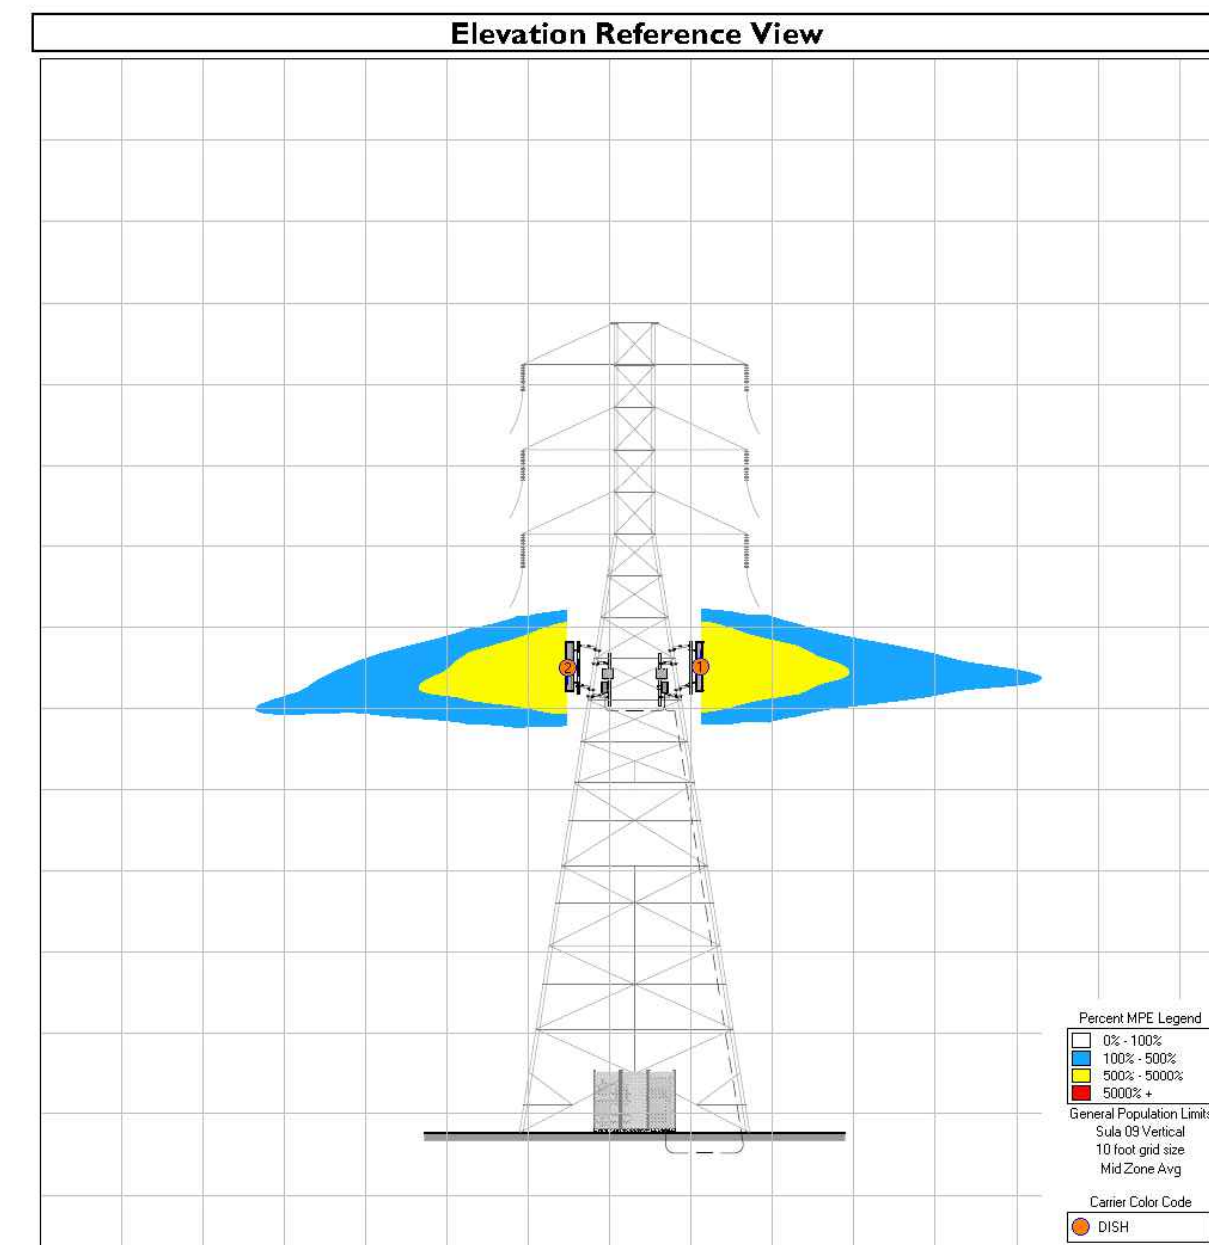 Elevation Reference View
2
1
Percent MPE Legend
0% - 100%
100% - 500%
500% - 5000%
5000% +
General Population Limits
Sula 09 Vertical
10 foot grid size
Mid Zone Avg
Carrier Color Code
DISH